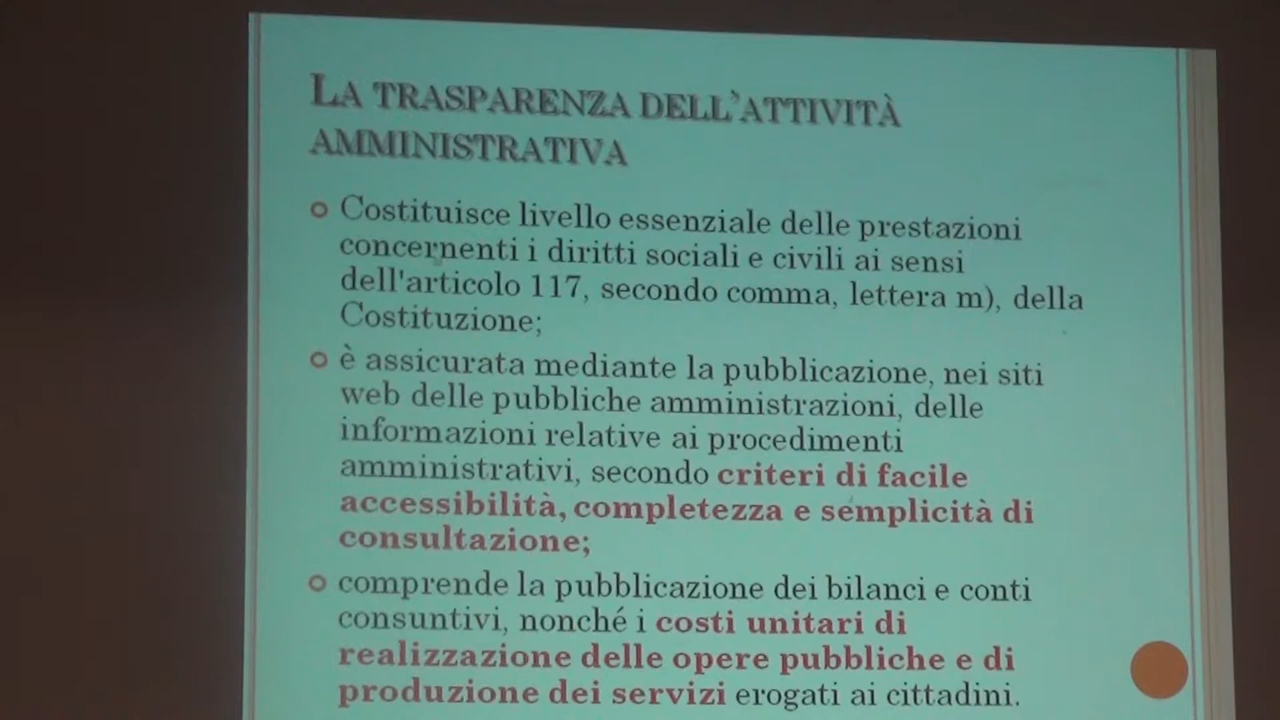 LA TRASPARENZA DELL'ATTIVITÀ
AMMINISTRATIVA
Costituisce livello essenziale delle prestazioni
concernenti i diritti sociali e civili ai sensi
dell'articolo 117, secondo comma, lettera m), della
Costituzione;
è assicurata mediante la pubblicazione, nei siti
web delle pubbliche amministrazioni, delle
informazioni relative ai procedimenti
amministrativi, secondo criteri di facile
accessibilità, completezza e semplicità di
consultazione;
comprende la pubblicazione dei bilanci e conti
consuntivi, nonché i costi unitari di
realizzazione delle opere pubbliche e di
produzione dei servizi erogati ai cittadini.